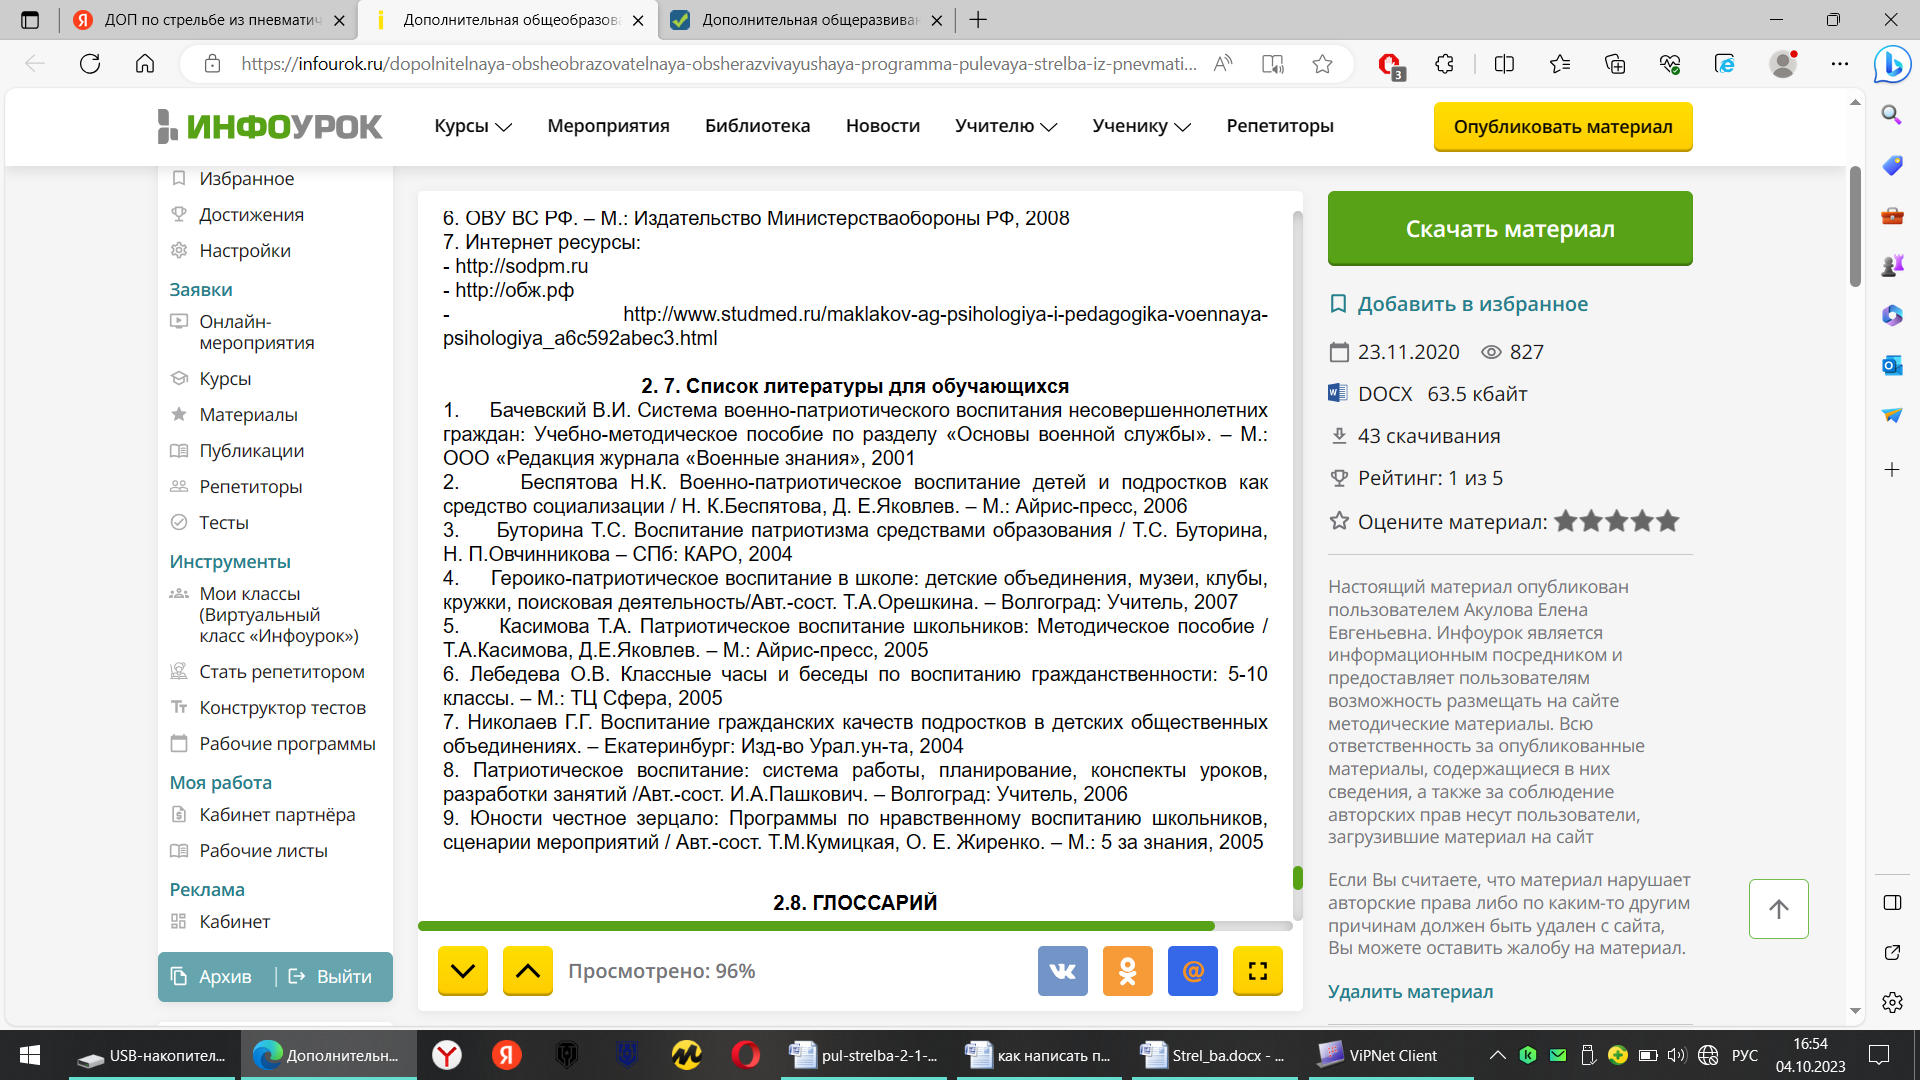 ДОП по стрельбе из пневматич
Дополнительная общеобразова
Дополнительная общеразвиван
https://infourok.ru/dopolnitelnaya-obsheobrazovatelnaya-obsherazvivayushaya-programma-pulevaya-strelba-iz-pnevmati...
3
ИНФОУРОК
Курсы
Мероприятия
Библиотека
Новости
Учителю
Ученику
Репетиторы
Опубликовать материал
Избранное
Достижения
Настройки
Заявки
Онлайн-
мероприятия
Курсы
Материалы
Публикации
Репетиторы
Тесты
Инструменты
Мои классы
(Виртуальный
класс «Инфоурок»)
Стать репетитором
Конструктор тестов
Рабочие программы
Моя работа
Кабинет партнёра
Рабочие листы
Реклама
Кабинет
Архив
Выйти
6. ОВУ ВС РФ. – М.: Издательство Министерстваобороны РФ, 2008
7. Интернет ресурсы:
- http://sodpm.ru
- http://обж.рф
- http://www.studmed.ru/maklakov-ag-psihologiya-i-pedagogika-voennaya-
psihologiya_a6c592abec3.html
2. 7. Список литературы для обучающихся
1. Бачевский В.И. Система военно-патриотического воспитания несовершеннолетних
граждан: Учебно-методическое пособие по разделу «Основы военной службы». – М.:
ООО «Редакция журнала «Военные знания», 2001
2. Беспятова Н.К. Военно-патриотическое воспитание детей и подростков как
средство социализации / Н. К.Беспятова, Д. Е.Яковлев. – М.: Айрис-пресс, 2006
3. Буторина Т.С. Воспитание патриотизма средствами образования / Т.С. Буторина,
Н. П.Овчинникова – СПб: КАРО, 2004
4. Героико-патриотическое воспитание в школе: детские объединения, музеи, клубы,
кружки, поисковая деятельность/Авт.-сост. Т.А.Орешкина. – Волгоград: Учитель, 2007
5. Касимова Т.А. Патриотическое воспитание школьников: Методическое пособие /
Т.А.Касимова, Д.Е.Яковлев. – М.: Айрис-пресс, 2005
6. Лебедева О.В. Классные часы и беседы по воспитанию гражданственности: 5-10
классы. – М.: ТЦ Сфера, 2005
7. Николаев Г.Г. Воспитание гражданских качеств подростков в детских общественных
объединениях. – Екатеринбург: Изд-во Урал.ун-та, 2004
8. Патриотическое воспитание: система работы, планирование, конспекты уроков,
разработки занятий /Авт.-сост. И.А.Пашкович. – Волгоград: Учитель, 2006
9. Юности честное зерцало: Программы по нравственному воспитанию школьников,
сценарии мероприятий / Авт.-сост. Т.М.Кумицкая, О. Е. Жиренко. – М.: 5 за знания, 2005
2.8. ГЛОССАРИЙ
Просмотрено: 96%
Скачать материал
Добавить в избранное
23.11.2020 827
DOCX 63.5 кбайт
43 скачивания
Рейтинг: 1 из 5
Оцените материал:
Настоящий материал опубликован
пользователем Акулова Елена
Евгеньевна. Инфоурок является
информационным посредником и
предоставляет пользователям
возможность размещать на сайте
методические материалы. Всю
ответственность за опубликованные
материалы, содержащиеся в них
сведения, а также за соблюдение
авторских прав несут пользователи,
загрузившие материал на сайт
Если Вы считаете, что материал нарушает
авторские права либо по каким-то другим
причинам должен быть удален с сайта,
Вы можете оставить жалобу на материал.
Удалить материал
USB-накопител...
Дополнительн...
pul-strelba-2-1-...
как написать п...
Strel_ba.docx - ...
ViPNet Client
РУС
16:54
04.10.2023